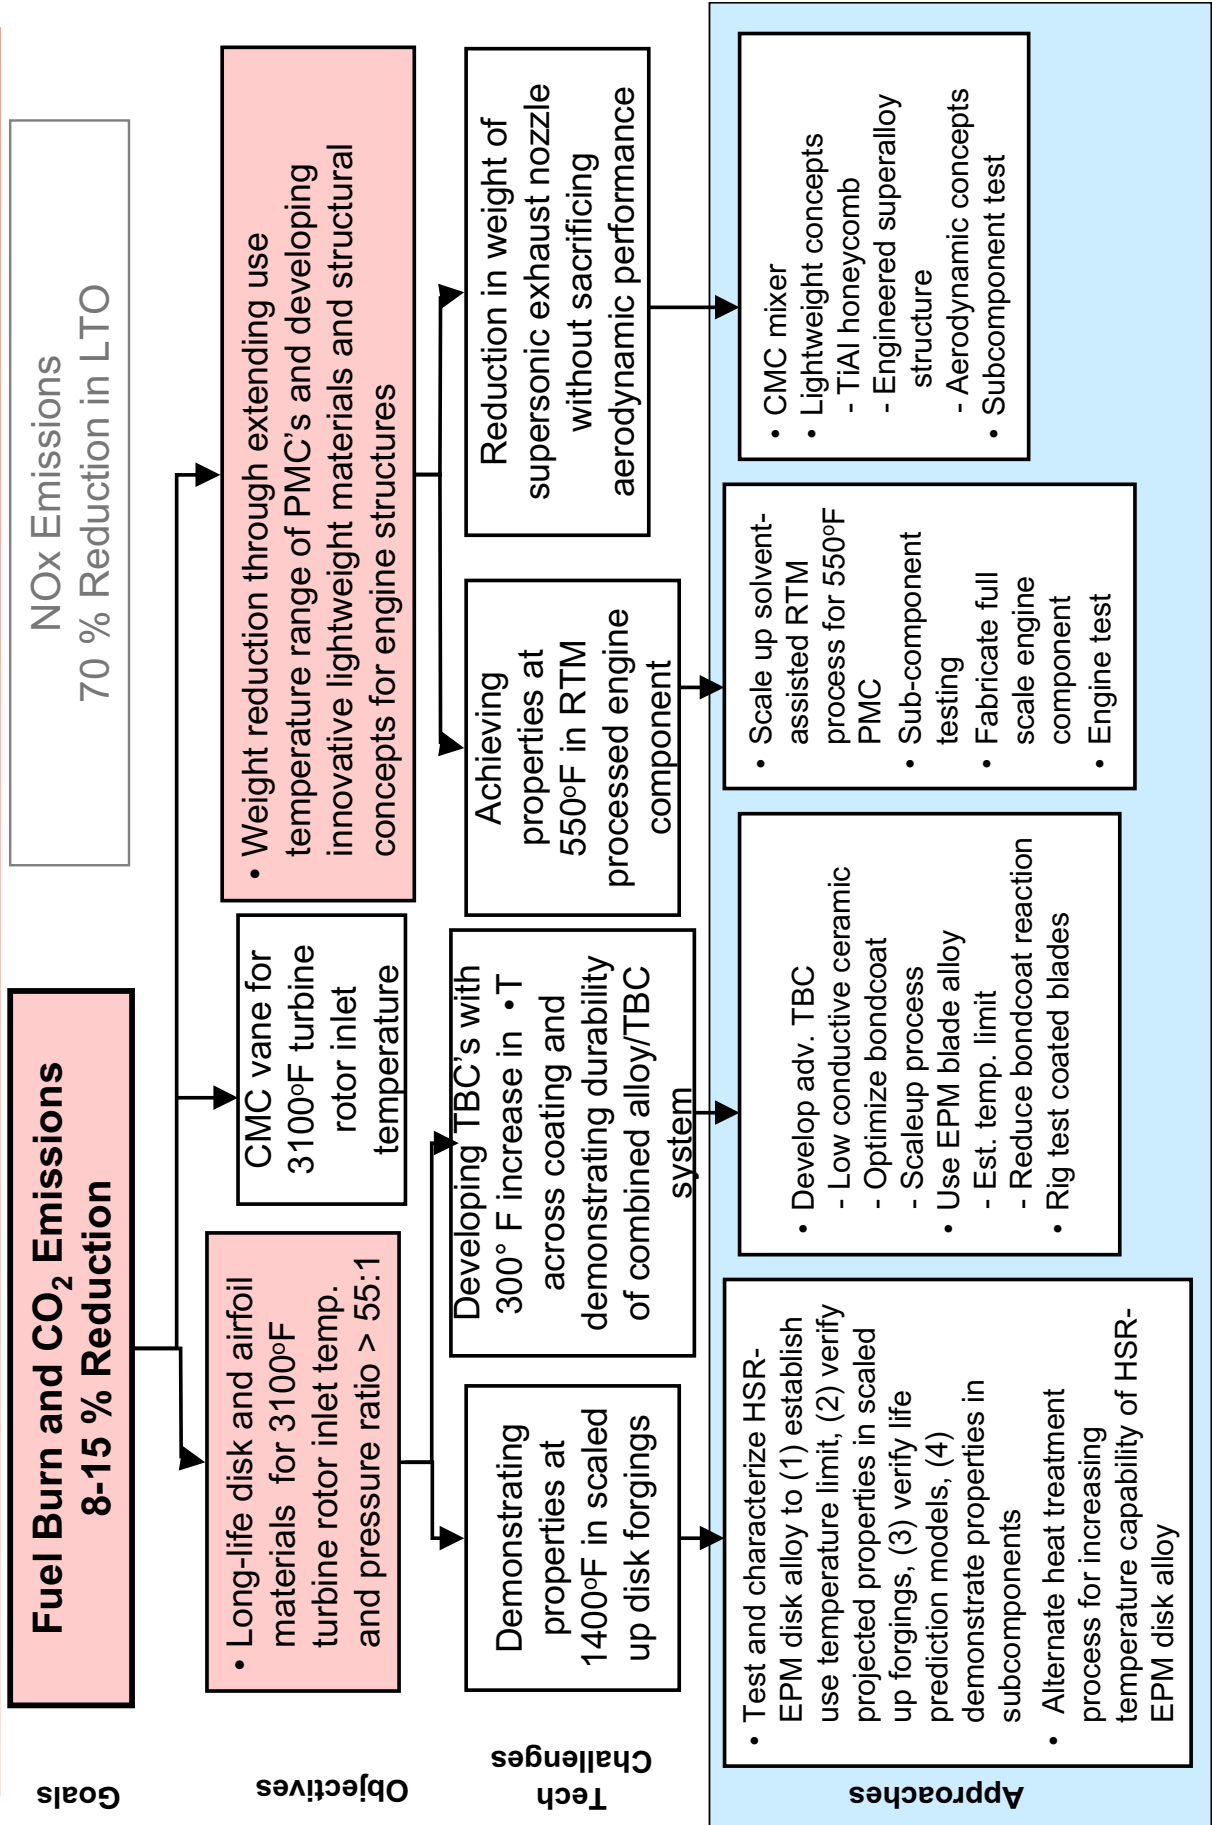 Goals
Fuel Burn and CO2 Emissions
8-15 % Reduction
NOx Emissions
70 % Reduction in LTO
Objectives
• Long-life disk and airfoil
materials for 3100oF
turbine rotor inlet temp.
and pressure ratio > 55:1
CMC vane for
3100oF turbine
rotor inlet
temperature
• Weight reduction through extending use
temperature range of PMC's and developing
innovative lightweight materials and structural
concepts for engine structures
Tech
Challenges
Demonstrating
properties at
1400oF in scaled
up disk forgings
Developing TBC's with
300° F increase in •T
across coating and
demonstrating durability
of combined alloy/TBC
system
Achieving
properties at
550oF in RTM
processed engine
component
Reduction in weight of
supersonic exhaust nozzle
without sacrificing
aerodynamic performance
Approaches
• Test and characterize HSR-
EPM disk alloy to (1) establish
use temperature limit, (2) verify
projected properties in scaled
up forgings, (3) verify life
prediction models, (4)
demonstrate properties in
subcomponents
• Alternate heat treatment
process for increasing
temperature capability of HSR-
EPM disk alloy
• Develop adv. TBC
- Low conductive ceramic
- Optimize bondcoat
- Scaleup process
• Use EPM blade alloy
- Est. temp. limit
- Reduce bondcoat reaction
• Rig test coated blades
• Scale up solvent-
assisted RTM
process for 550oF
PMC
• Sub-component
testing
• Fabricate full
scale engine
component
• Engine test
• CMC mixer
• Lightweight concepts
- TiAl honeycomb
- Engineered superalloy
structure
- Aerodynamic concepts
• Subcomponent test